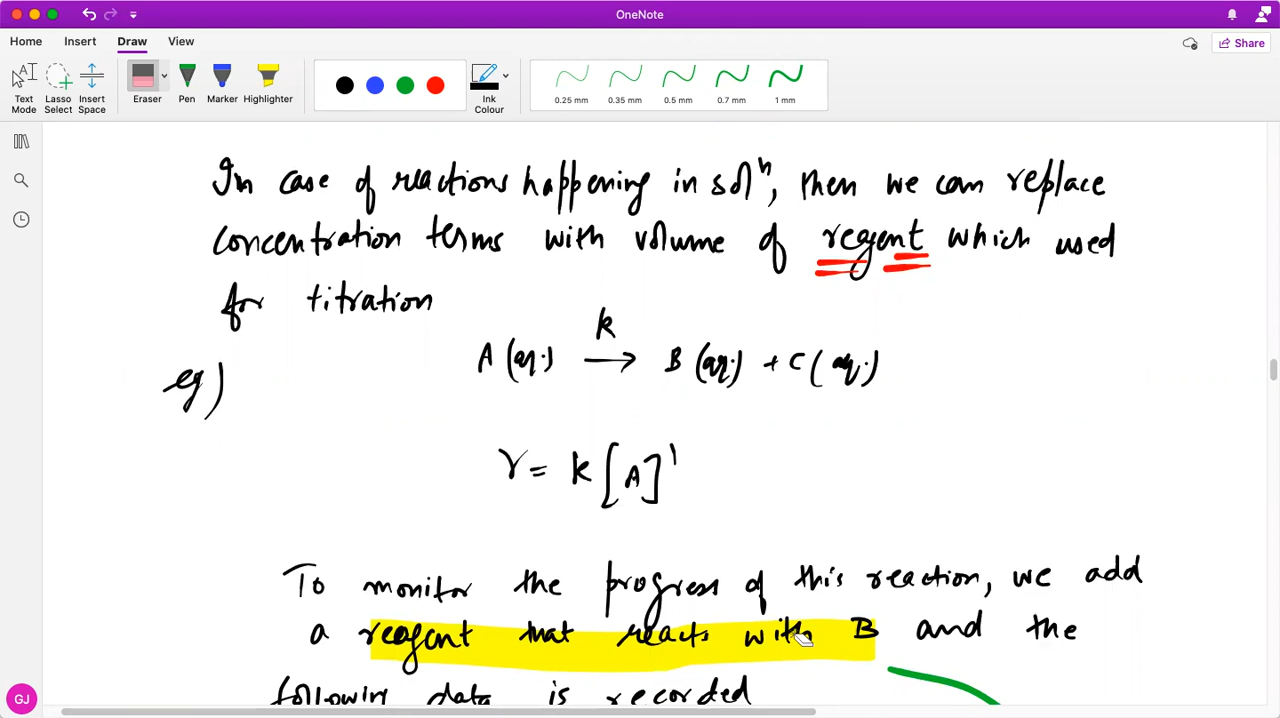 OneNote
Home Insert Draw View
Share
Text Mode
Lasso Select
Insert Space
Eraser
Pen
Marker
Highlighter
Ink Colour
0.25 mm 0.35 mm 0.5 mm 0.7 mm 1 mm
In case of reactions happening in solⁿ, then we can replace
concentration terms with volume of regent which used
for titration
A (aq.) →k B (aq.) + C (aq.)
eg)
r = k [A]¹
To monitor the progress of this reaction, we add
a reagent that reacts with B and the
following data is recorded
GJ